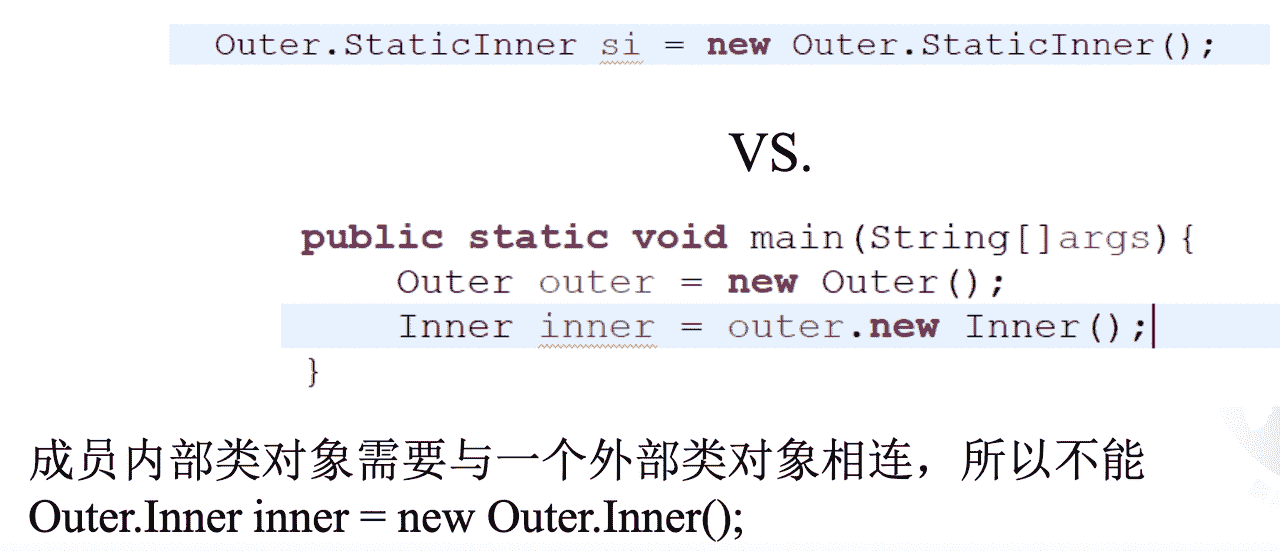 Outer.StaticInner si = new Outer.StaticInner();
VS.
public static void main(String[]args){
Outer outer = new Outer();
Inner inner = outer.new Inner();
}
成员内部类对象需要与一个外部类对象相连，所以不能
Outer.Inner inner = new Outer.Inner();